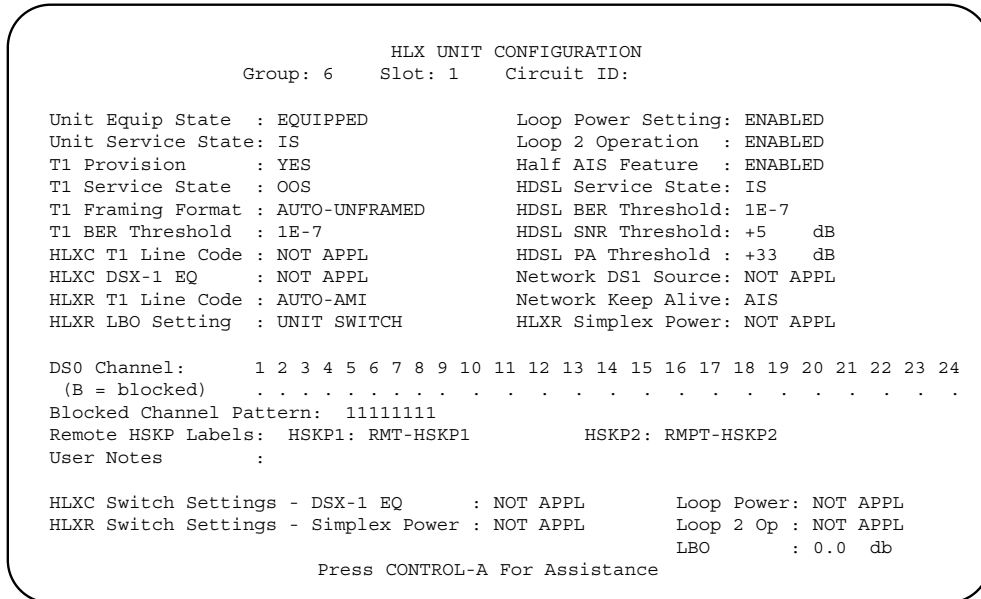 HLX UNIT CONFIGURATION
Group: 6 Slot: 1 Circuit ID:
Unit Equip State : EQUIPPED Loop Power Setting: ENABLED
Unit Service State: IS Loop 2 Operation : ENABLED
T1 Provision : YES Half AIS Feature : ENABLED
T1 Service State : OOS HDSL Service State: IS
T1 Framing Format : AUTO-UNFRAMED HDSL BER Threshold: 1E-7
T1 BER Threshold : 1E-7 HDSL SNR Threshold: +5 dB
HLXC T1 Line Code : NOT APPL HDSL PA Threshold : +33 dB
HLXC DSX-1 EQ : NOT APPL Network DS1 Source: NOT APPL
HLXR T1 Line Code : AUTO-AMI Network Keep Alive: AIS
HLXR LBO Setting : UNIT SWITCH HLXR Simplex Power: NOT APPL
DS0 Channel: 1 2 3 4 5 6 7 8 9 10 11 12 13 14 15 16 17 18 19 20 21 22 23 24
(B = blocked) . . . . . . . . . . . . . . . . . . . . . . . .
Blocked Channel Pattern: 11111111
Remote HSKP Labels: HSKP1: RMT-HSKP1 HSKP2: RMPT-HSKP2
User Notes :
HLXC Switch Settings - DSX-1 EQ : NOT APPL Loop Power: NOT APPL
HLXR Switch Settings - Simplex Power : NOT APPL Loop 2 Op : NOT APPL
LBO : 0.0 db
Press CONTROL-A For Assistance